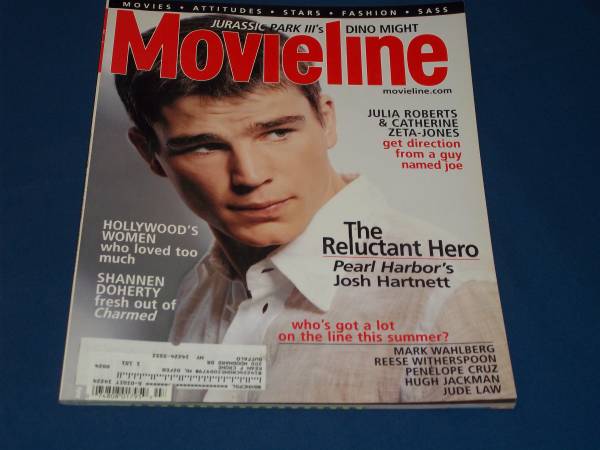 MOVIES • ATTITUDES • STARS • FASHION • SASS
JURASSIC PARK III's DINO MIGHT
Movieline
movieline.com
JULIA ROBERTS
& CATHERINE
ZETA-JONES
get direction
from a guy
named joe
HOLLYWOOD'S
WOMEN
who loved too
much
SHANNEN
DOHERTY
fresh out of
Charmed
The
Reluctant Hero
Pearl Harbor's
Josh Hartnett
who's got a lot
on the line this summer?
MARK WAHLBERG
REESE WITHERSPOON
PENÉLOPE CRUZ
HUGH JACKMAN
JUDE LAW
BUFFALO NY